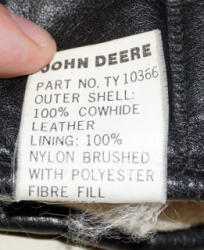 JOHN DEERE
PART NO. TY10366
OUTER SHELL:
100% COWHIDE
LEATHER
LINING: 100%
NYLON BRUSHED
WITH POLYESTER
FIBRE FILL